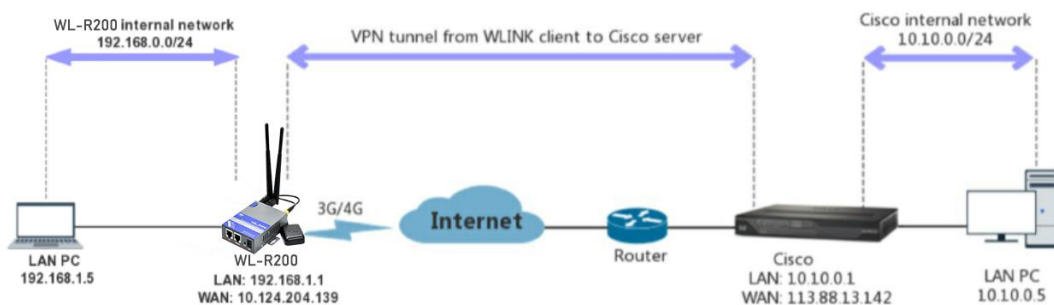 WL-R200 internal network
192.168.0.0/24
VPN tunnel from WLINK client to Cisco server
Cisco internal network
10.10.0.0/24
3G/4G
Internet
Router
LAN PC
192.168.1.5
WL-R200
LAN: 192.168.1.1
WAN: 10.124.204.139
Cisco
LAN: 10.10.0.1
WAN: 113.88.13.142
LAN PC
10.10.0.5